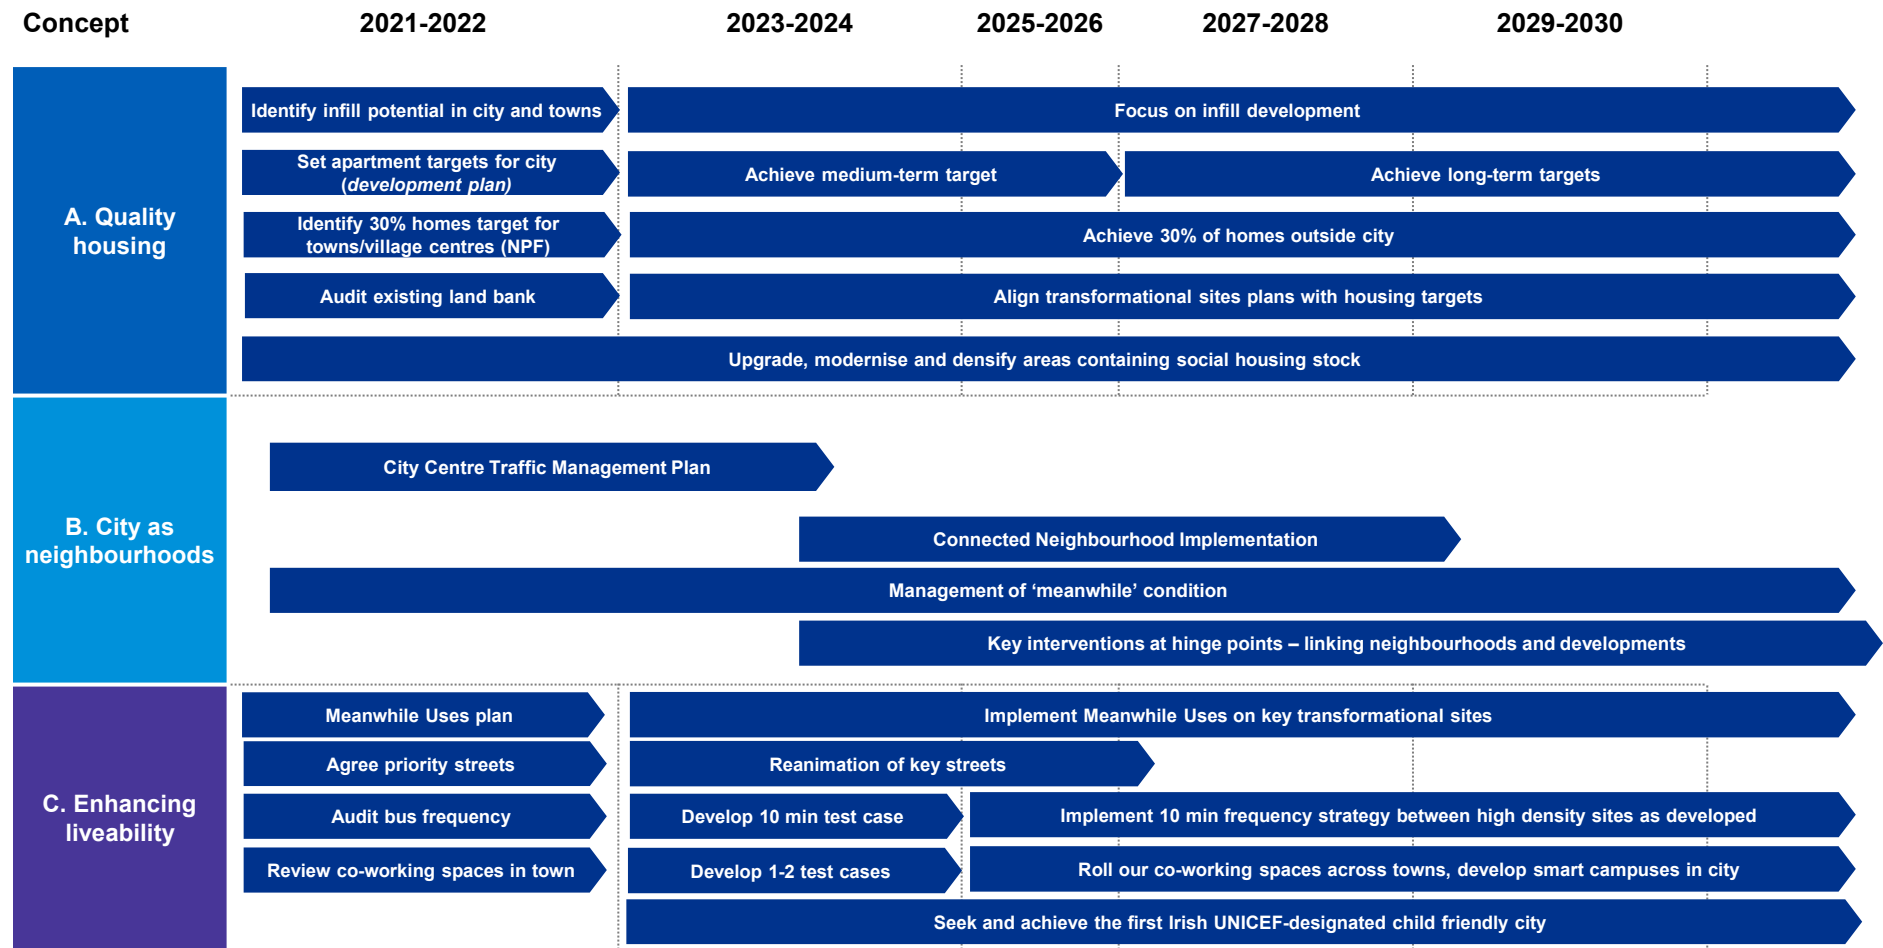 Concept
2021-2022
2023-2024
2025-2026
2027-2028
2029-2030
A. Quality
housing
Identify infill potential in city and towns
Focus on infill development
Set apartment targets for city
(development plan)
Achieve medium-term target
Achieve long-term targets
Identify 30% homes target for
towns/village centres (NPF)
Achieve 30% of homes outside city
Audit existing land bank
Align transformational sites plans with housing targets
Upgrade, modernise and densify areas containing social housing stock
B. City as
neighbourhoods
City Centre Traffic Management Plan
Connected Neighbourhood Implementation
Management of ‘meanwhile’ condition
Key interventions at hinge points – linking neighbourhoods and developments
C. Enhancing
liveability
Meanwhile Uses plan
Implement Meanwhile Uses on key transformational sites
Agree priority streets
Reanimation of key streets
Audit bus frequency
Develop 10 min test case
Implement 10 min frequency strategy between high density sites as developed
Review co-working spaces in town
Develop 1-2 test cases
Roll our co-working spaces across towns, develop smart campuses in city
Seek and achieve the first Irish UNICEF-designated child friendly city